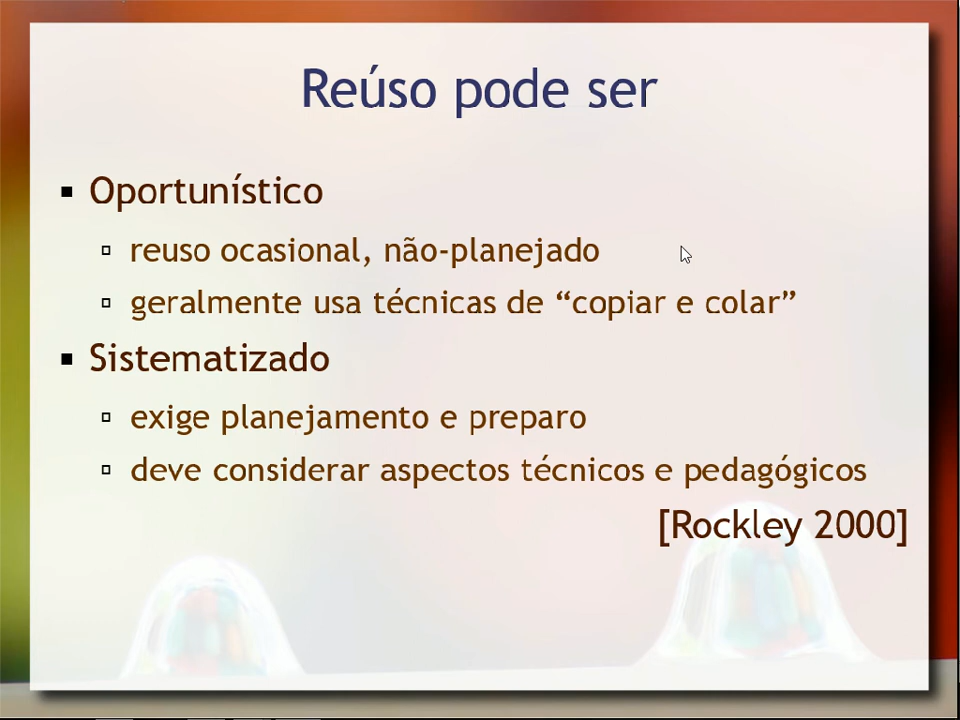 Reúso pode ser
Oportunístico
reuso ocasional, não-planejado
geralmente usa técnicas de “copiar e colar”
Sistematizado
exige planejamento e preparo
deve considerar aspectos técnicos e pedagógicos
[Rockley 2000]